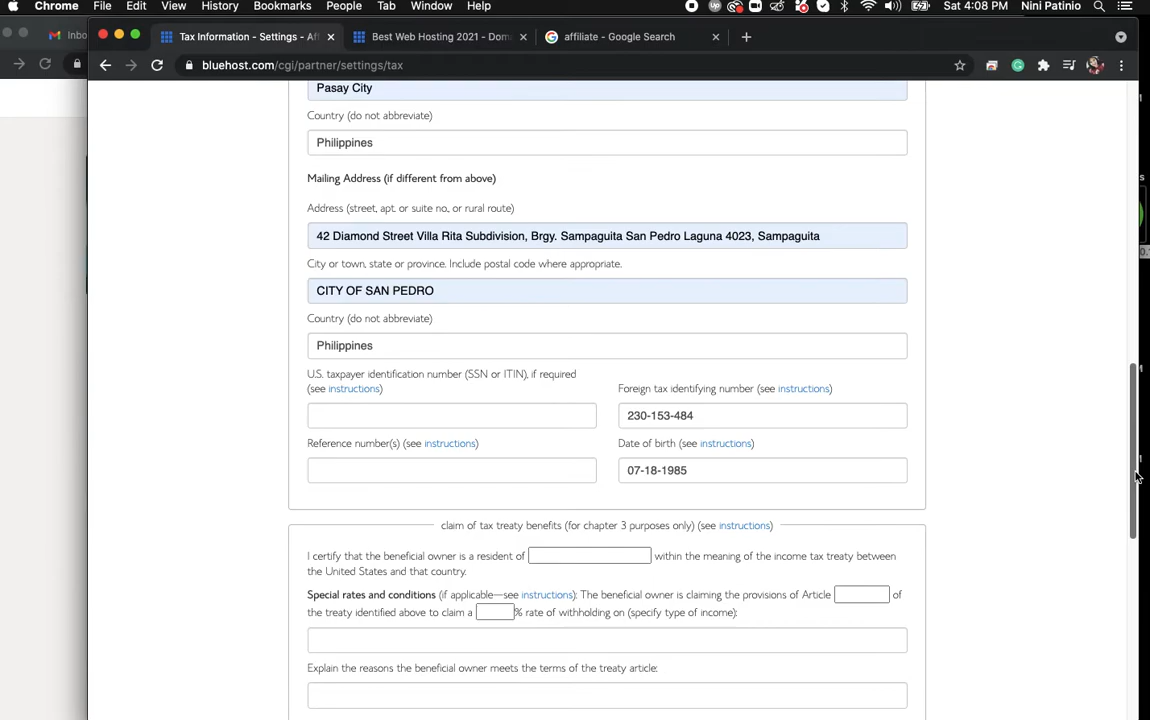 Chrome File Edit View History Bookmarks People Tab Window Help Sat 4:08 PM Nini Patinio
Inbo
Tax Information - Settings - Aff
Best Web Hosting 2021 - Dom
affiliate - Google Search
bluehost.com/cgi/partner/settings/tax
Pasay City
Country (do not abbreviate)
Philippines
Mailing Address (if different from above)
Address (street, apt. or suite no., or rural route)
42 Diamond Street Villa Rita Subdivision, Brgy. Sampaguita San Pedro Laguna 4023, Sampaguita
City or town, state or province. Include postal code where appropriate.
CITY OF SAN PEDRO
Country (do not abbreviate)
Philippines
U.S. taxpayer identification number (SSN or ITIN), if required
(see instructions)
Foreign tax identifying number (see instructions)
230-153-484
Reference number(s) (see instructions)
Date of birth (see instructions)
07-18-1985
claim of tax treaty benefits (for chapter 3 purposes only) (see instructions)
I certify that the beneficial owner is a resident of within the meaning of the income tax treaty between
the United States and that country.
Special rates and conditions (if applicable—see instructions): The beneficial owner is claiming the provisions of Article of
the treaty identified above to claim a % rate of withholding on (specify type of income):
Explain the reasons the beneficial owner meets the terms of the treaty article: